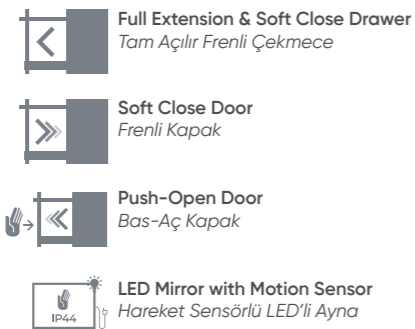 Full Extension & Soft Close Drawer
Tam Açılır Frenli Çekmece
Soft Close Door
Frenli Kapak
Push-Open Door
Bas-Aç Kapak
LED Mirror with Motion Sensor
IP44
Hareket Sensörlü LED'li Ayna